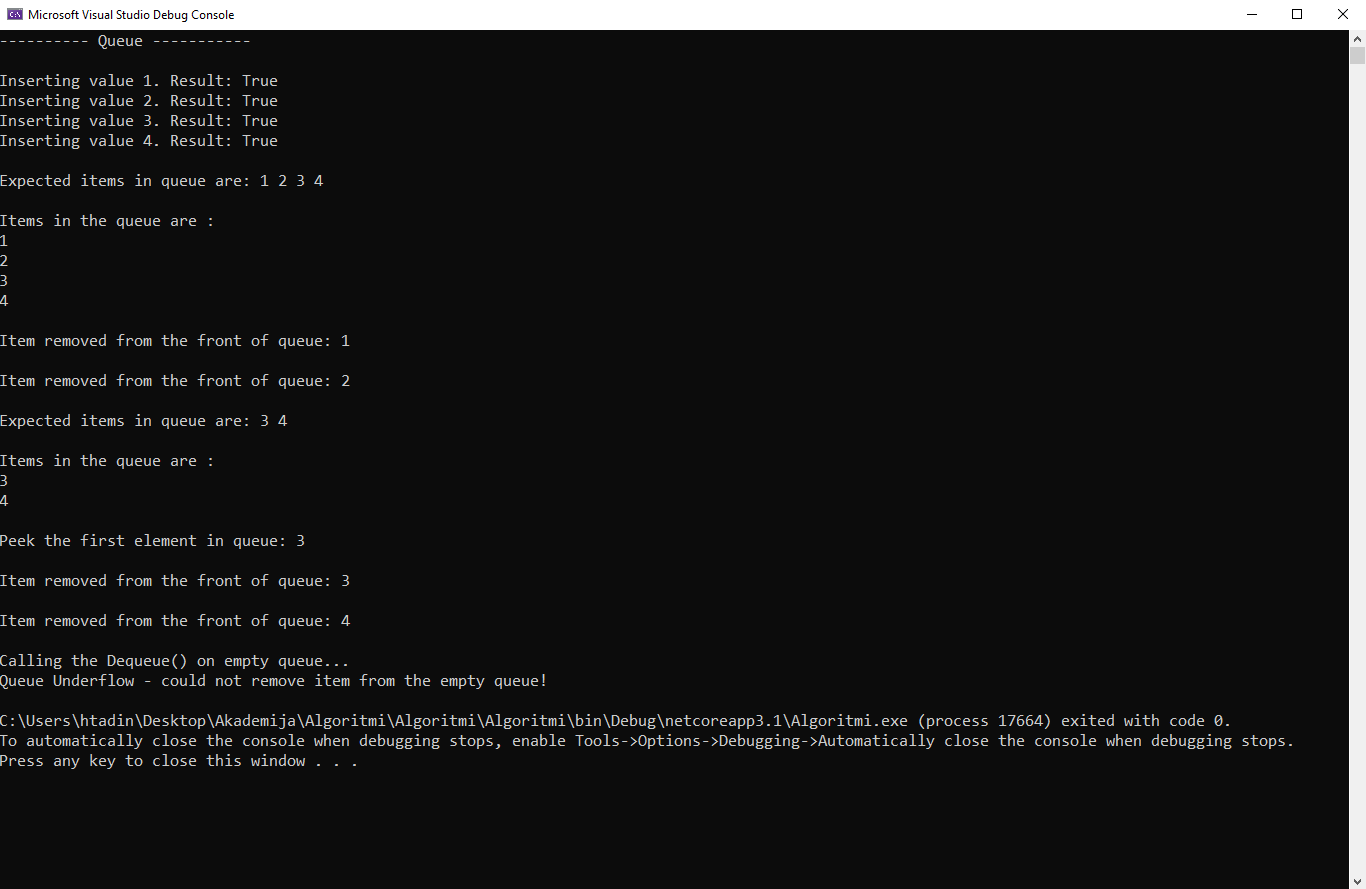 Microsoft Visual Studio Debug Console
---------- Queue -----------
Inserting value 1. Result: True
Inserting value 2. Result: True
Inserting value 3. Result: True
Inserting value 4. Result: True
Expected items in queue are: 1 2 3 4
Items in the queue are :
1
2
3
4
Item removed from the front of queue: 1
Item removed from the front of queue: 2
Expected items in queue are: 3 4
Items in the queue are :
3
4
Peek the first element in queue: 3
Item removed from the front of queue: 3
Item removed from the front of queue: 4
Calling the Dequeue() on empty queue...
Queue Underflow - could not remove item from the empty queue!
C:\Users\htadin\Desktop\Akademija\Algoritmi\Algoritmi\Algoritmi\bin\Debug\netcoreapp3.1\Algoritmi.exe (process 17664) exited with code 0.
To automatically close the console when debugging stops, enable Tools->Options->Debugging->Automatically close the console when debugging stops.
Press any key to close this window . . .